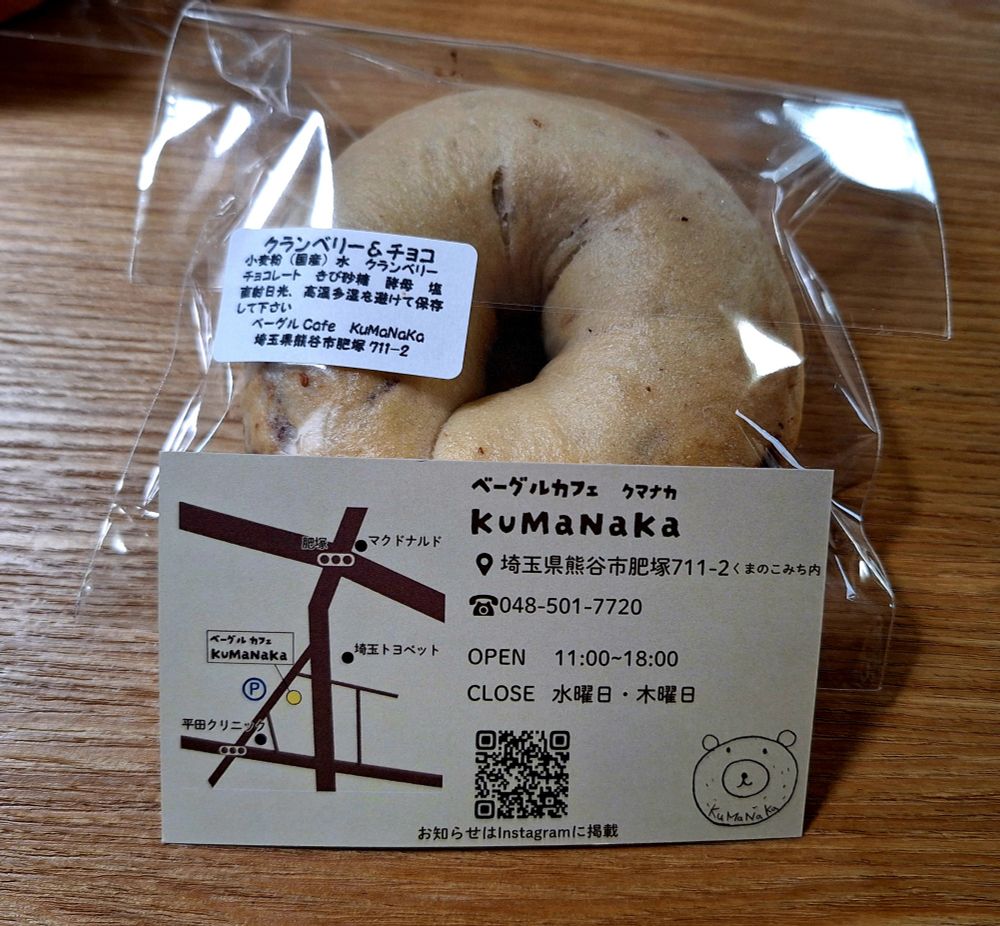 クランベリー＆チョコ
小麦粉（国産）水　クランベリー
チョコレート　きび砂糖　酵母　塩
直射日光、高温多湿を避けて保存
して下さい
ベーグル Cafe　KuMaNaKa
埼玉県熊谷市肥塚 711-2
ベーグルカフェ　クマナカ
KuMaNaKa
埼玉県熊谷市肥塚711-2くまのこみち内
048-501-7720
OPEN　11:00~18:00
CLOSE　水曜日・木曜日
お知らせはInstagramに掲載
KuMaNaKa
肥塚
マクドナルド
ベーグル カフェ
KuMaNaKa
埼玉トヨペット
P
平田クリニック